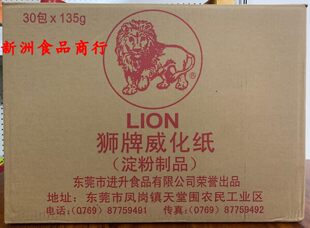 30包 x 135g
新洲食品商行
LION
狮牌威化纸
(淀粉制品)
东莞市进升食品有限公司荣誉出品
地址：东莞市凤岗镇天堂围农民工业区
电话:(0769) 87759491 传真:(0769) 87759492